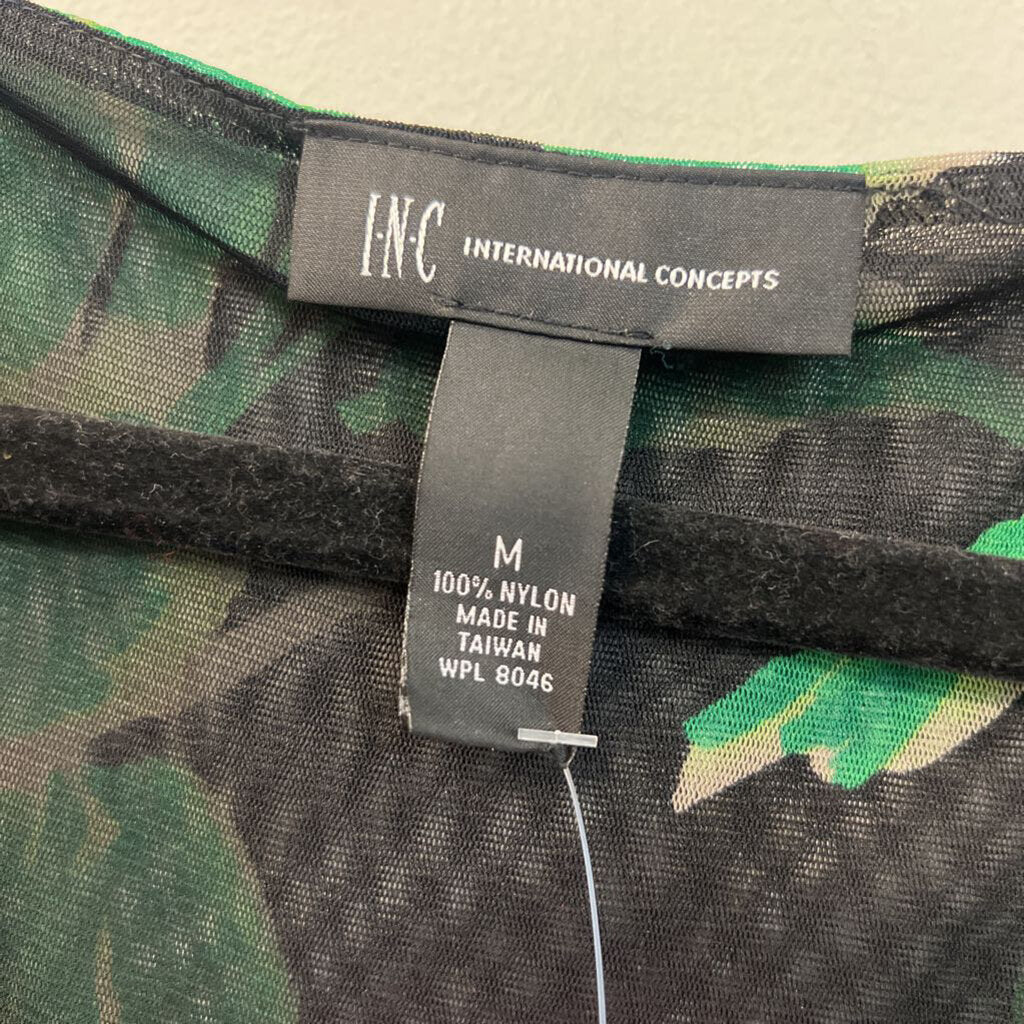 I·N·C INTERNATIONAL CONCEPTS
M
100% NYLON
MADE IN
TAIWAN
WPL 8046